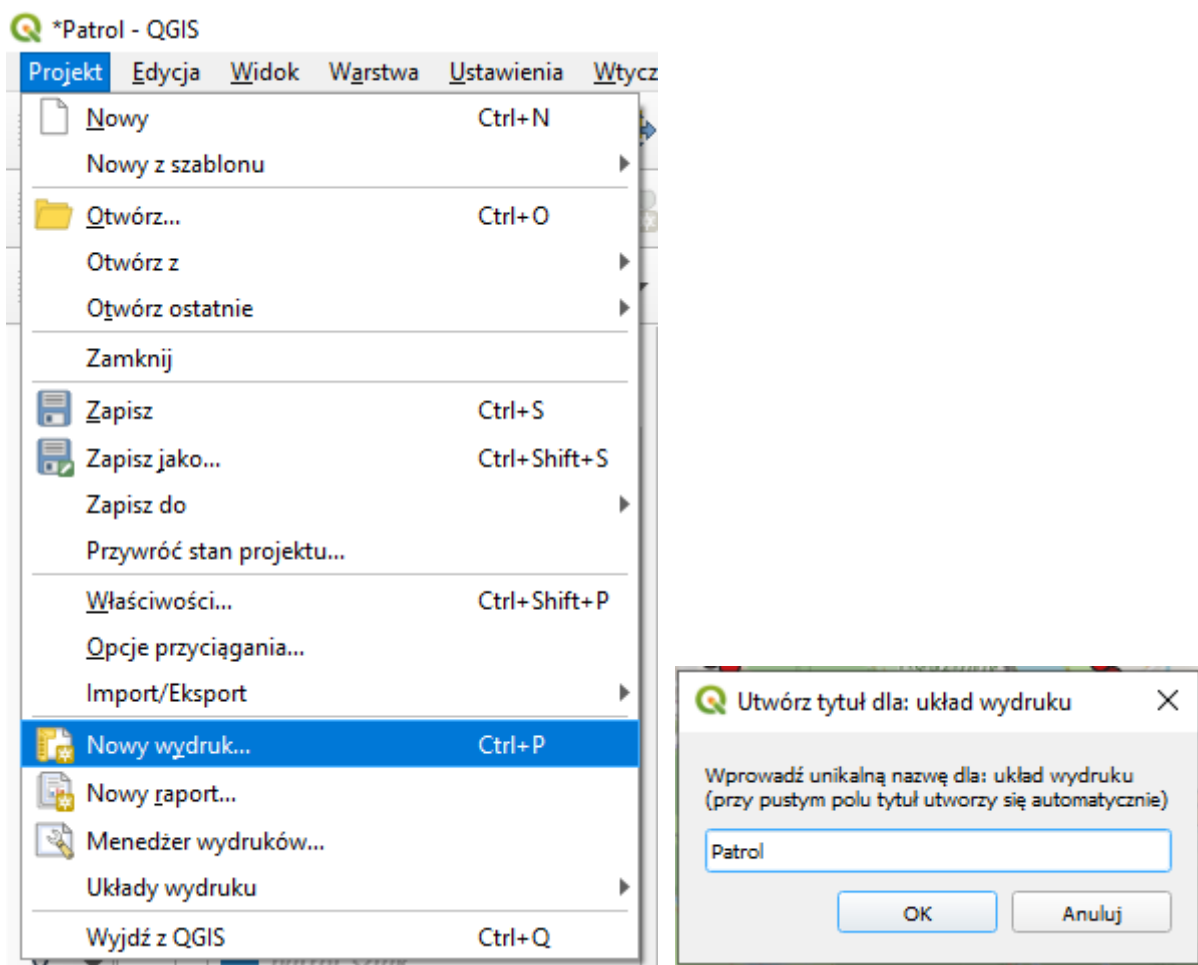 *Patrol - QGIS
Projekt Edycja Widok Warstwa Ustawienia Wtycz
Nowy Ctrl+N
Nowy z szablonu
Otwórz... Ctrl+O
Otwórz z
Otwórz ostatnie
Zamknij
Zapisz Ctrl+S
Zapisz jako... Ctrl+Shift+S
Zapisz do
Przywróć stan projektu...
Właściwości... Ctrl+Shift+P
Opcje przyciągania...
Import/Eksport
Nowy wydruk... Ctrl+P
Nowy raport...
Menedżer wydruków...
Układy wydruku
Wyjdź z QGIS Ctrl+Q
Utwórz tytuł dla: układ wydruku
Wprowadź unikalną nazwę dla: układ wydruku
(przy pustym polu tytuł utworzy się automatycznie)
Patrol
OK Anuluj